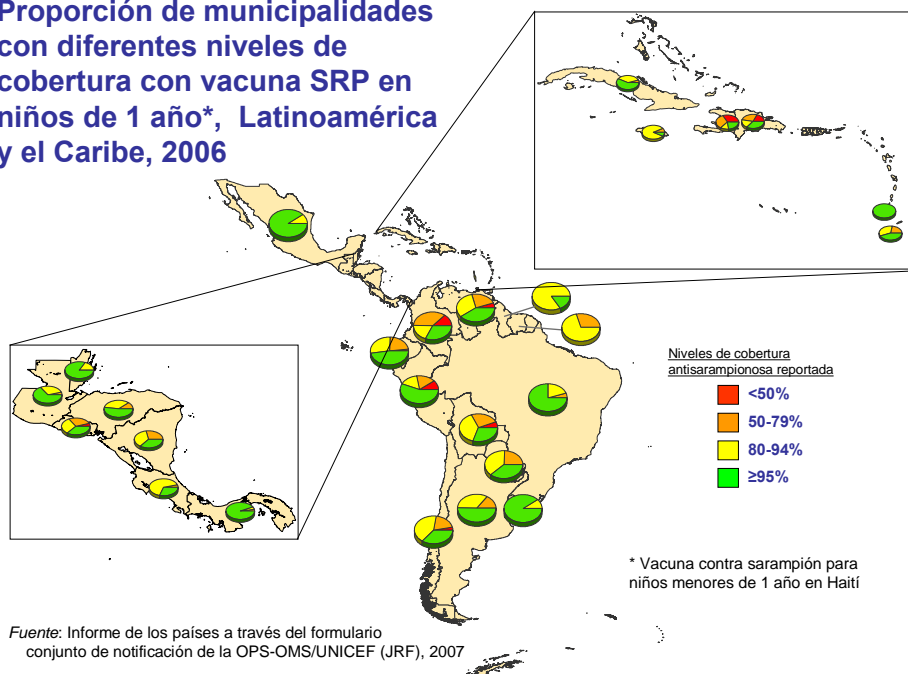 Proporción de municipalidades
con diferentes niveles de
cobertura con vacuna SRP en
niños de 1 año*, Latinoamérica
y el Caribe, 2006
Niveles de cobertura
antisarampionosa reportada
<50%
50-79%
80-94%
≥95%
* Vacuna contra sarampión para
niños menores de 1 año en Haití
Fuente: Informe de los países a través del formulario
conjunto de notificación de la OPS-OMS/UNICEF (JRF), 2007